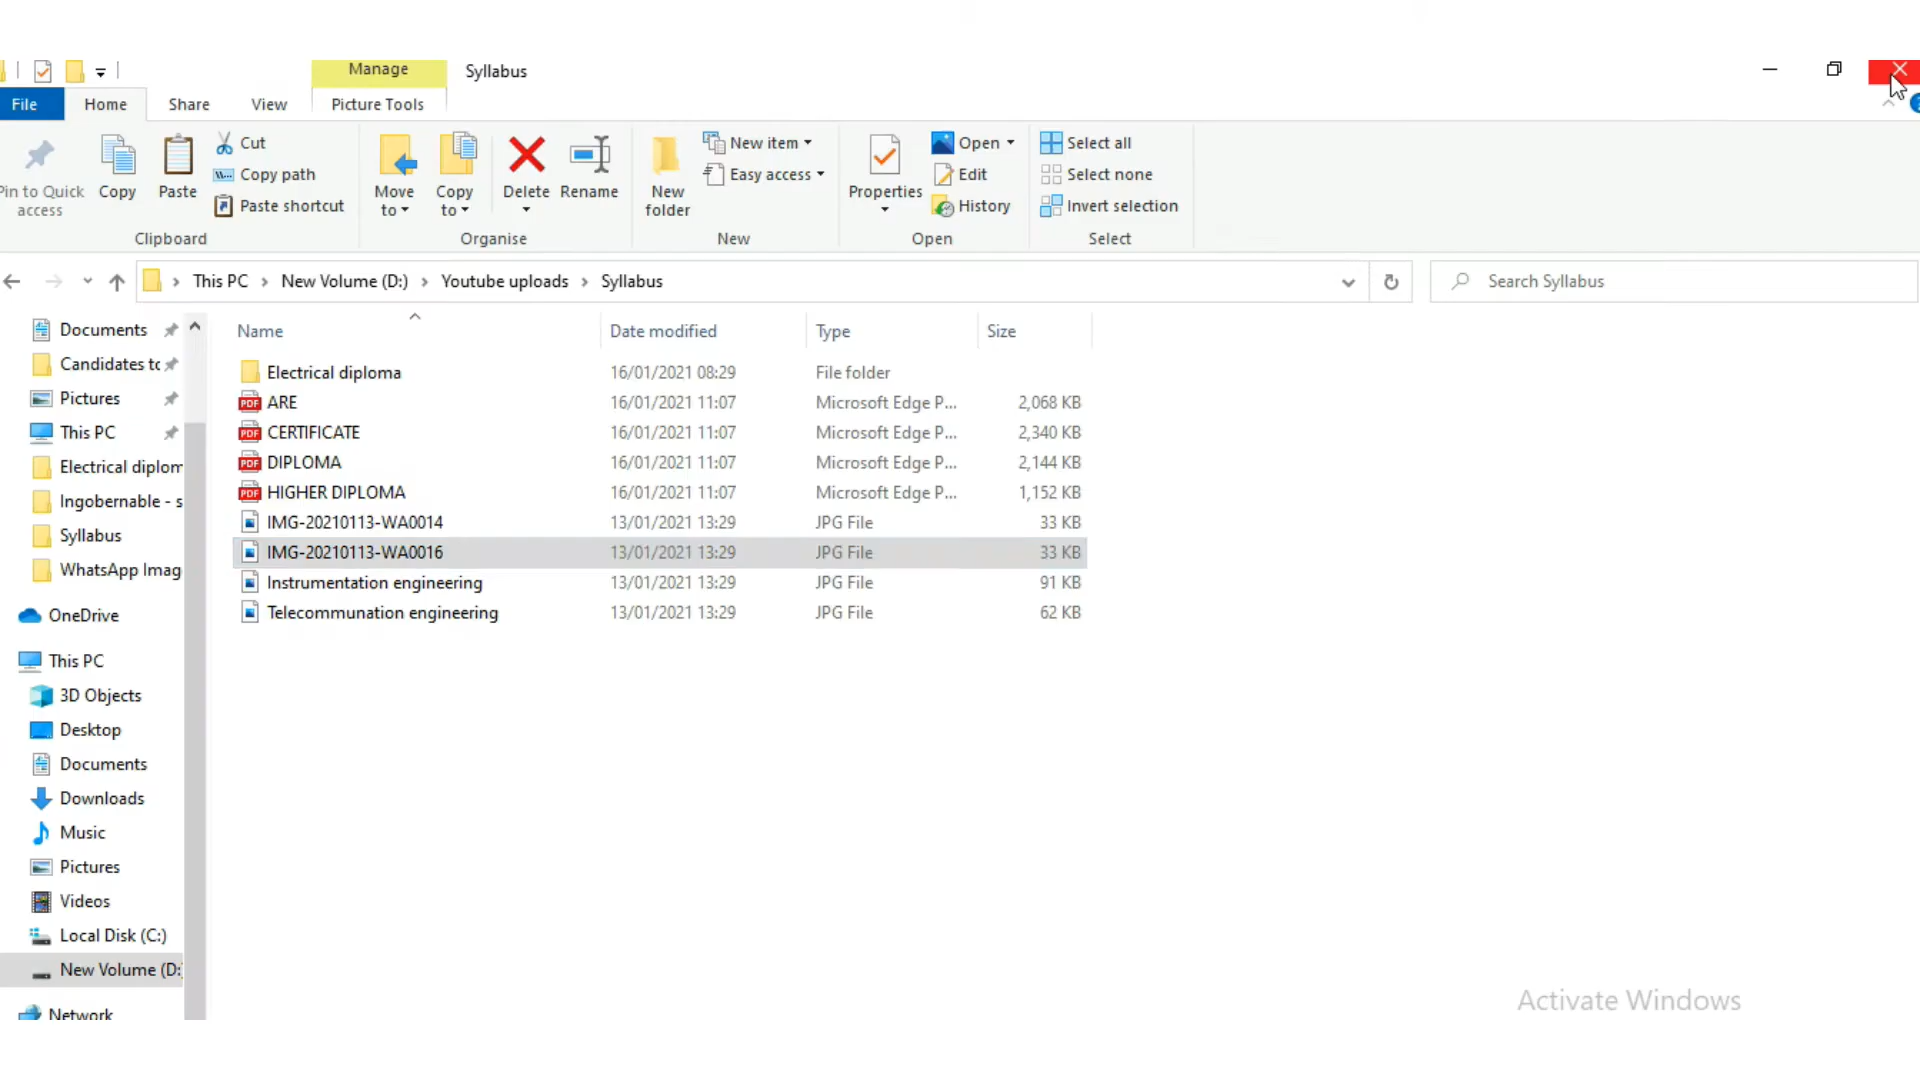 Manage
Syllabus
File
Home
Share
View
Picture Tools
Pin to Quick access
Copy
Paste
Cut
Copy path
Paste shortcut
Clipboard
Move to
Copy to
Delete
Rename
Organise
New folder
New item
Easy access
New
Properties
Open
Edit
History
Open
Select all
Select none
Invert selection
Select
This PC > New Volume (D:) > Youtube uploads > Syllabus
Search Syllabus
Name Date modified Type Size
Electrical diploma 16/01/2021 08:29 File folder
ARE 16/01/2021 11:07 Microsoft Edge P... 2,068 KB
CERTIFICATE 16/01/2021 11:07 Microsoft Edge P... 2,340 KB
DIPLOMA 16/01/2021 11:07 Microsoft Edge P... 2,144 KB
HIGHER DIPLOMA 16/01/2021 11:07 Microsoft Edge P... 1,152 KB
IMG-20210113-WA0014 13/01/2021 13:29 JPG File 33 KB
IMG-20210113-WA0016 13/01/2021 13:29 JPG File 33 KB
Instrumentation engineering 13/01/2021 13:29 JPG File 91 KB
Telecommunation engineering 13/01/2021 13:29 JPG File 62 KB
Documents
Candidates to
Pictures
This PC
Electrical diplom
Ingobernable - s
Syllabus
WhatsApp Imag
OneDrive
This PC
3D Objects
Desktop
Documents
Downloads
Music
Pictures
Videos
Local Disk (C:)
New Volume (D:
Network
Activate Windows